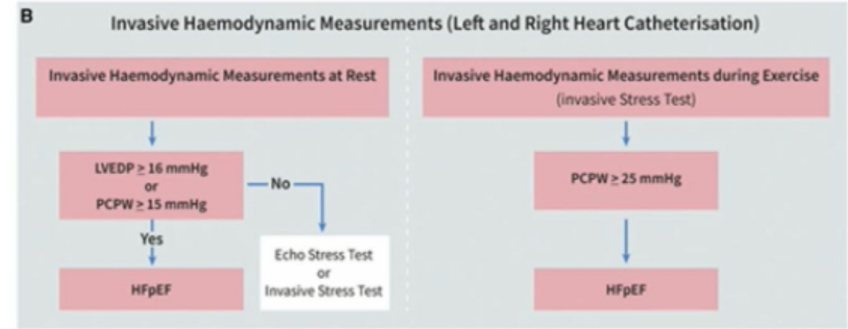 B
Invasive Haemodynamic Measurements (Left and Right Heart Catheterisation)
Invasive Haemodynamic Measurements at Rest
LVEDP ≥ 16 mmHg
or
PCPW ≥ 15 mmHg
No
Yes
Echo Stress Test
or
Invasive Stress Test
HFpEF
Invasive Haemodynamic Measurements during Exercise
(invasive Stress Test)
PCPW ≥ 25 mmHg
HFpEF